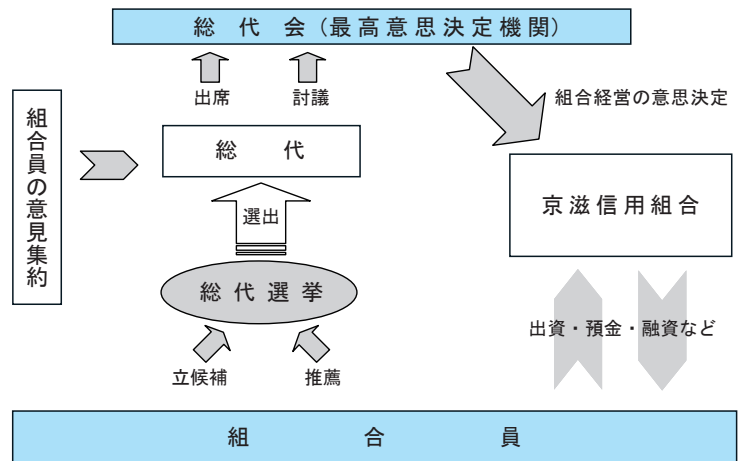 総代会(最高意思決定機関)
出席
討議
組合経営の意思決定
組合員の意見集約
総代
京滋信用組合
選出
総代選挙
出資・預金・融資など
立候補
推薦
組合員